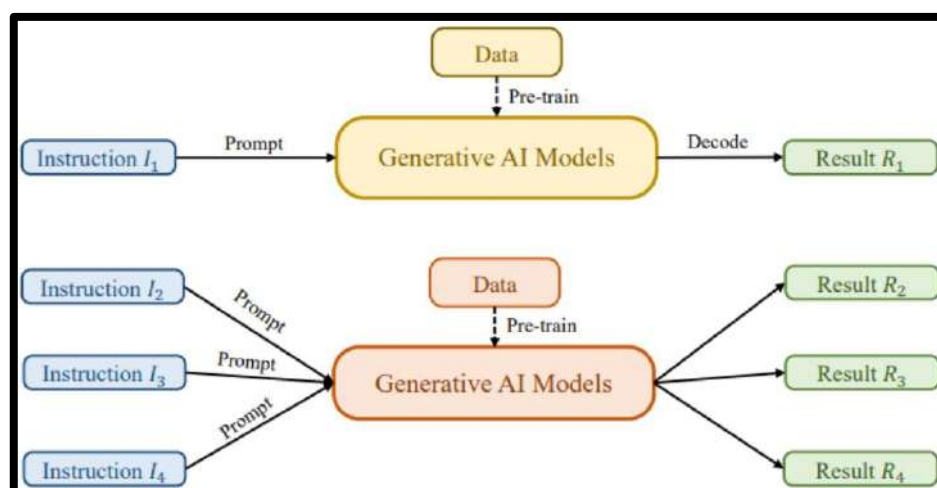 Data
Pre-train
Instruction I₁
Prompt
Generative AI Models
Decode
Result R₁
Instruction I₂
Prompt
Data
Result R₂
Pre-train
Instruction I₃
Prompt
Generative AI Models
Result R₃
Instruction I₄
Prompt
Result R₄